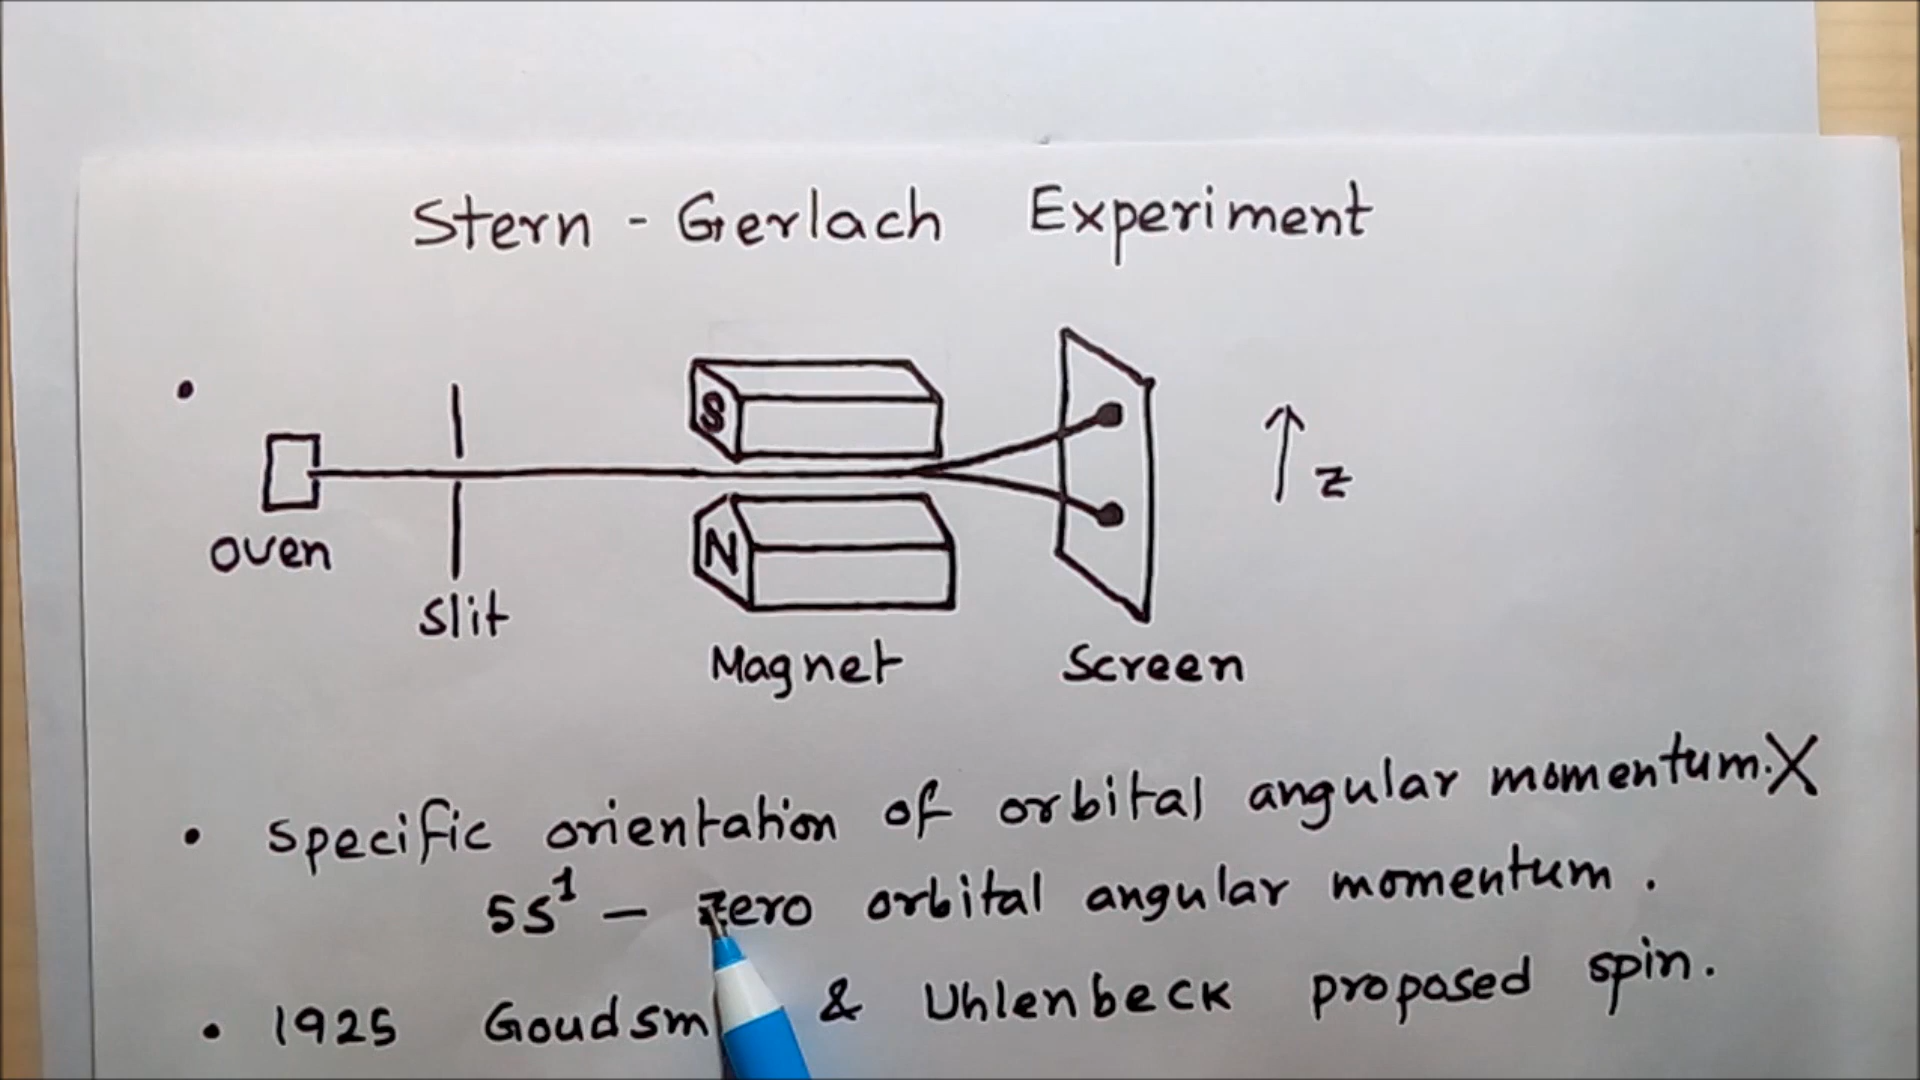 Stern - Gerlach Experiment
S
N
z
oven
slit
Magnet
Screen
• specific orientation of orbital angular momentum. X
5s¹ — zero orbital angular momentum.
• 1925 & Uhlenbeck proposed spin.